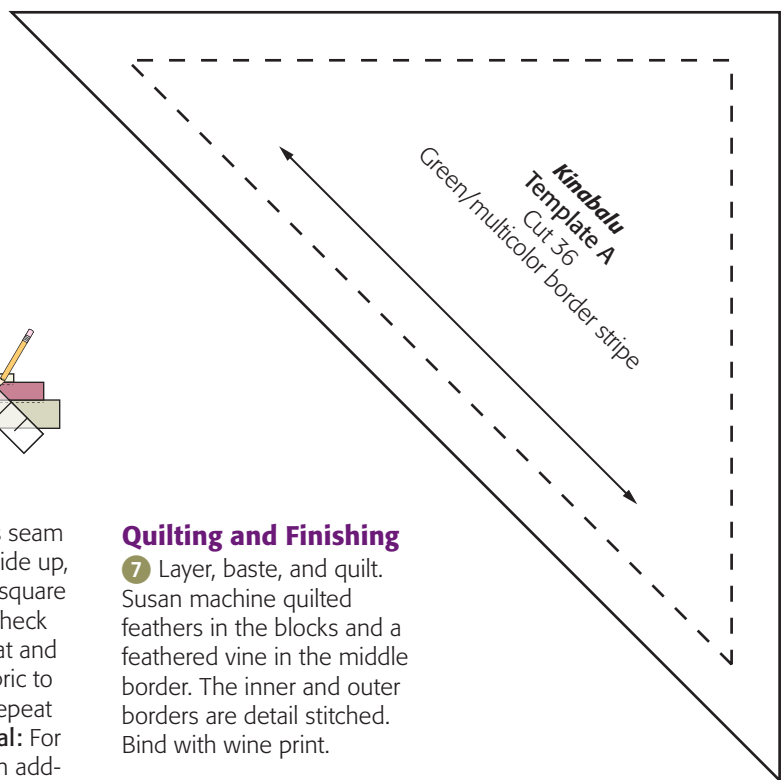 Kinabalu
Template A
Cut 36
Green/multicolor border stripe
s seam
ide up,
square
heck
at and
ric to
epeat
al: For
n add-
Quilting and Finishing
7 Layer, baste, and quilt.
Susan machine quilted
feathers in the blocks and a
feathered vine in the middle
border. The inner and outer
borders are detail stitched.
Bind with wine print.